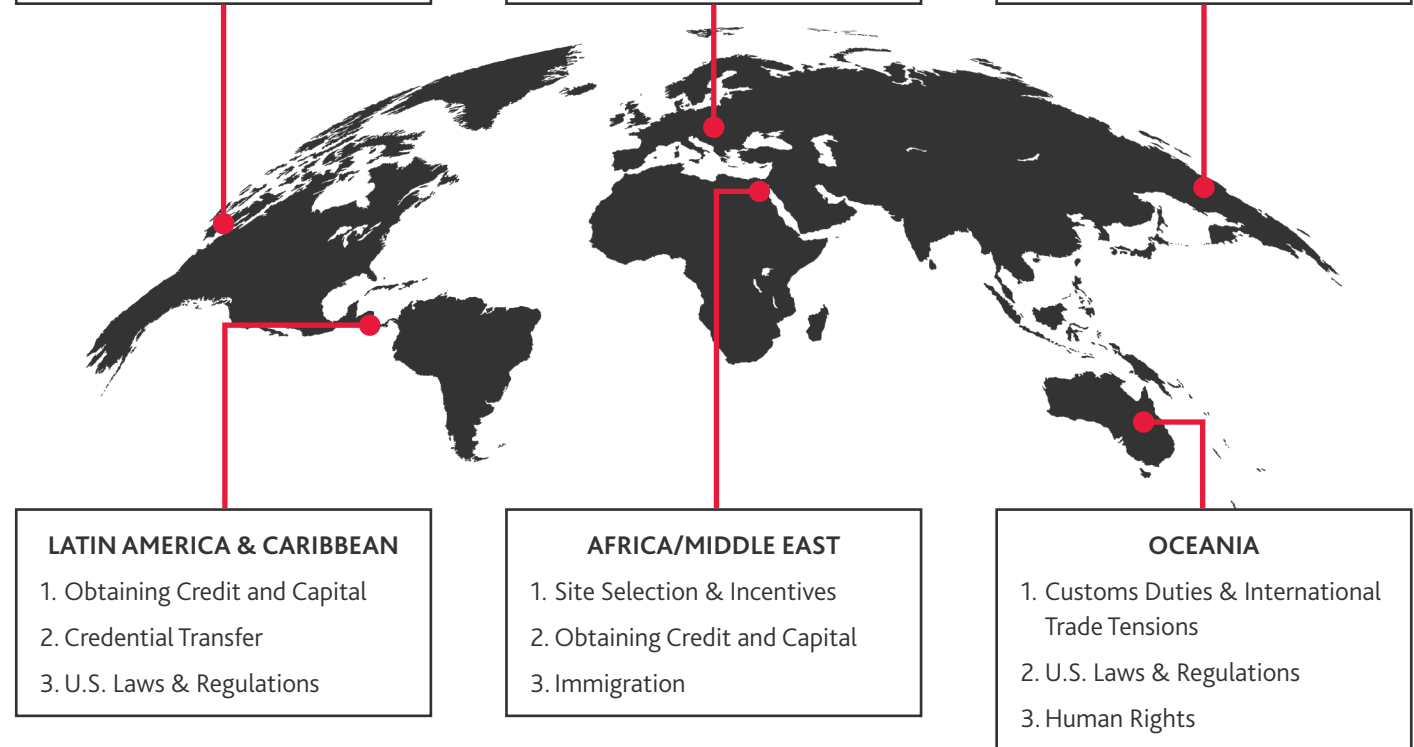 LATIN AMERICA & CARIBBEAN
1. Obtaining Credit and Capital
2. Credential Transfer
3. U.S. Laws & Regulations
AFRICA/MIDDLE EAST
1. Site Selection & Incentives
2. Obtaining Credit and Capital
3. Immigration
OCEANIA
1. Customs Duties & International
Trade Tensions
2. U.S. Laws & Regulations
3. Human Rights